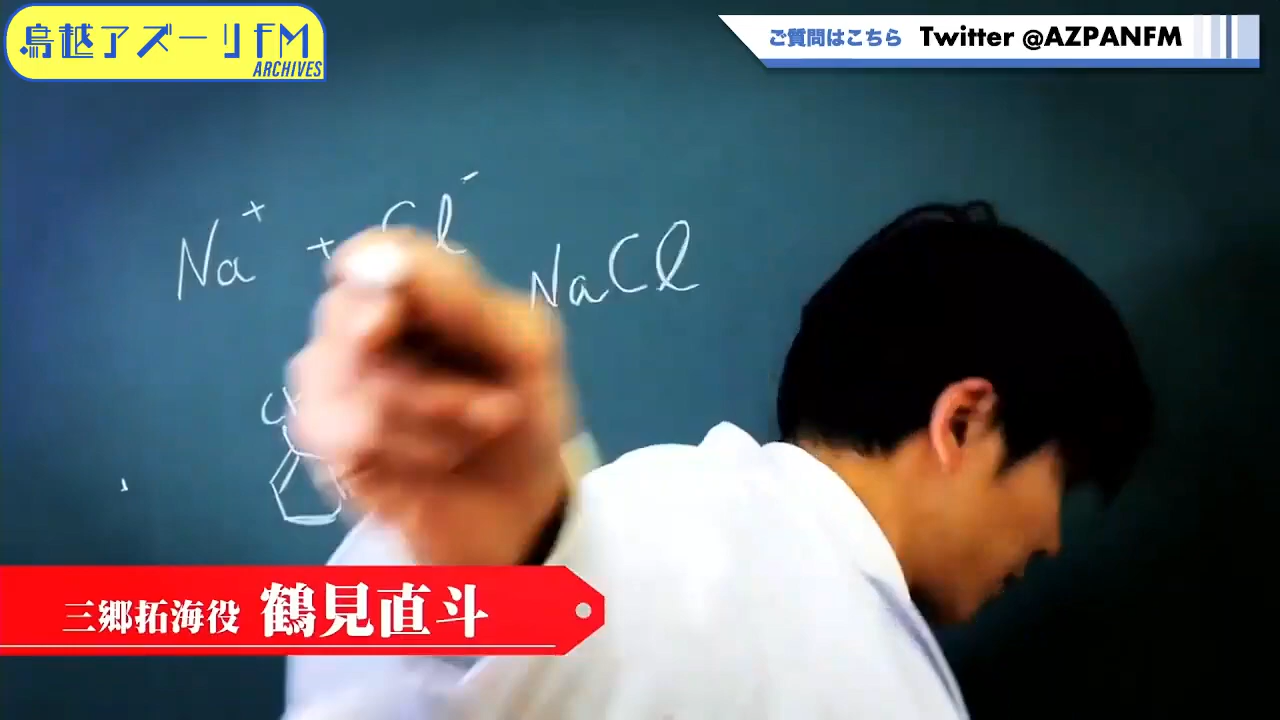 鳥越アズーリFM
ARCHIVES
ご質問はこちら Twitter @AZPANFM
Na⁺ + Cl⁻
NaCl
三郷拓海役 鶴見直斗